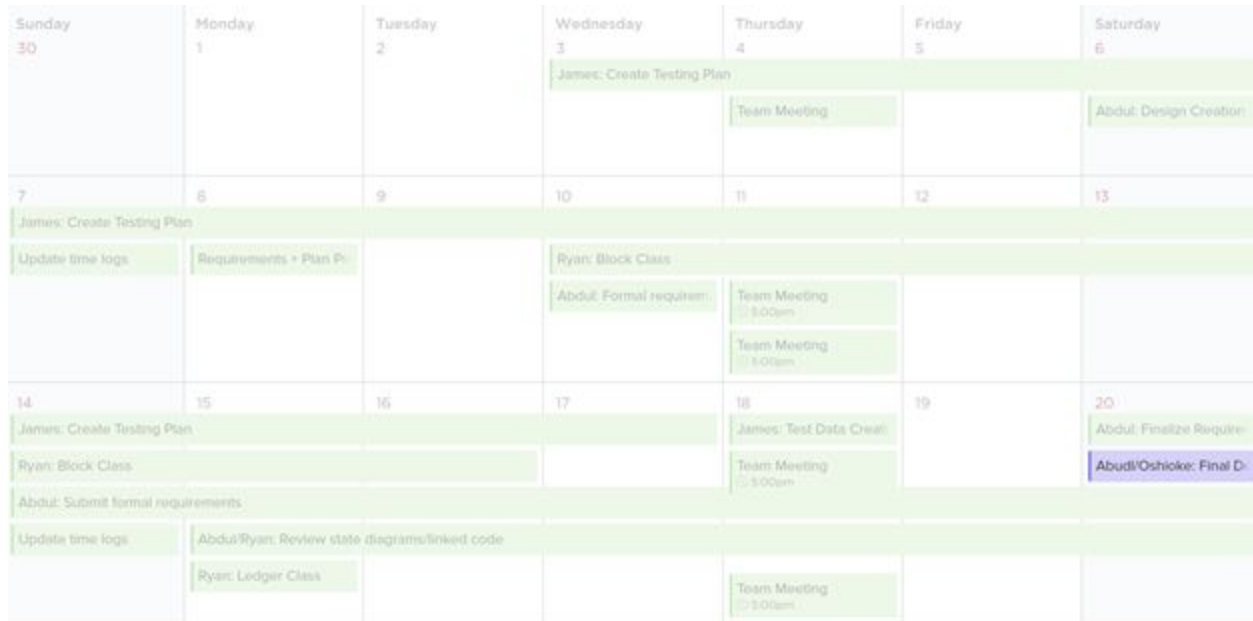 Sunday Monday Tuesday Wednesday Thursday Friday Saturday
30 1 2 3 4 5 6
James: Create Testing Plan
Team Meeting Abdul: Design Creation
7 8 9 10 11 12 13
James: Create Testing Plan
Update time logs Requirements + Plan Ryan: Block Class
Abdul: Formal requirem Team Meeting
5:00pm
Team Meeting
5:00pm
14 15 16 17 18 19 20
James: Create Testing Plan James: Test Data Creati Abdul: Finalize Require
Ryan: Block Class Team Meeting Abudl/Oshioke: Final D
5:00pm
Abdul: Submit formal requirements
Update time logs Abdul/Ryan: Review state diagrams/linked code
Ryan: Ledger Class Team Meeting
5:00pm